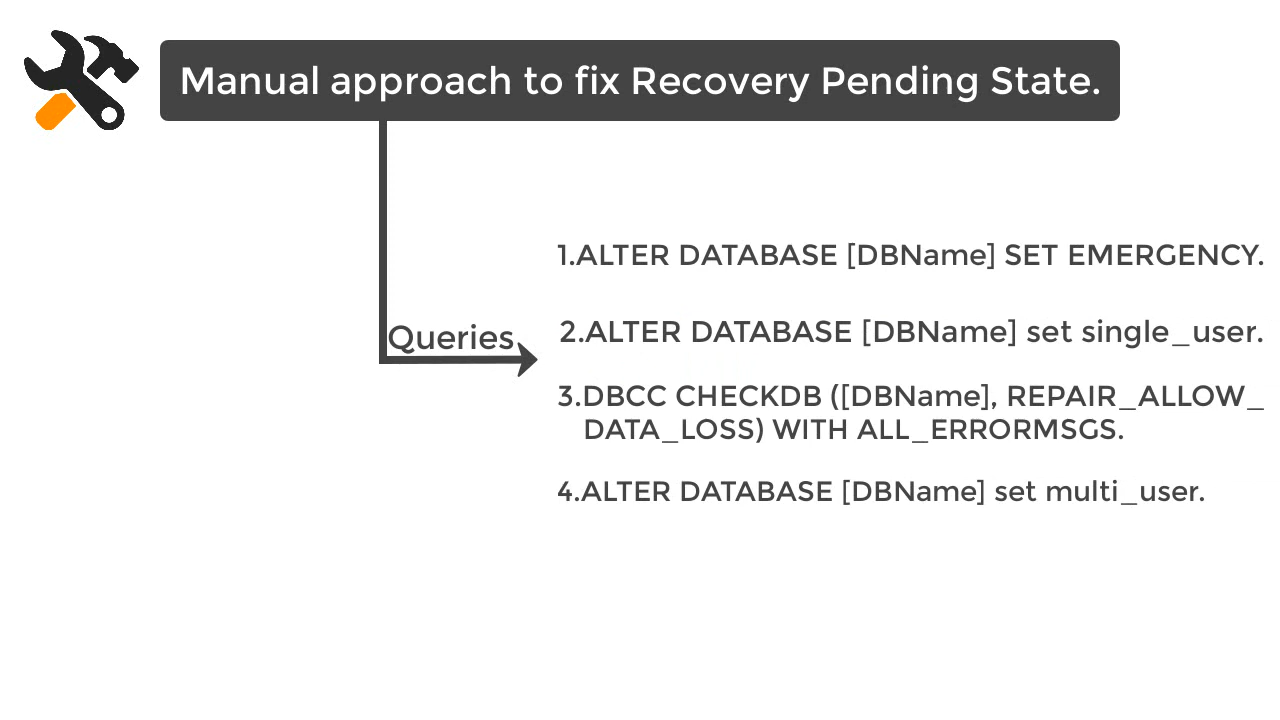 Manual approach to fix Recovery Pending State.
Queries
1.ALTER DATABASE [DBName] SET EMERGENCY.
2.ALTER DATABASE [DBName] set single_user.
3.DBCC CHECKDB ([DBName], REPAIR_ALLOW_
DATA_LOSS) WITH ALL_ERRORMSGS.
4.ALTER DATABASE [DBName] set multi_user.